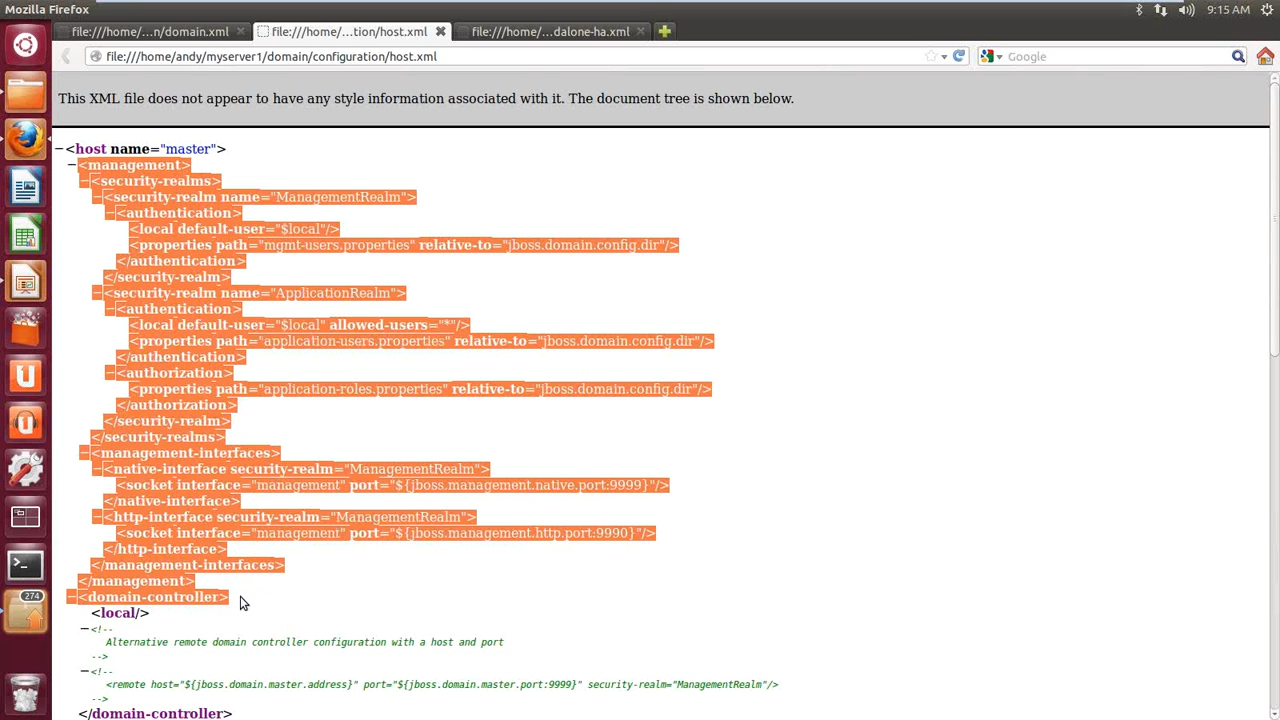 Mozilla Firefox
9:15 AM
file:///home/...n/domain.xml
file:///home/...tion/host.xml
file:///home/...dalone-ha.xml
file:///home/andy/myserver1/domain/configuration/host.xml
Google
This XML file does not appear to have any style information associated with it. The document tree is shown below.
−<host name="master">
−<management>
−<security-realms>
−<security-realm name="ManagementRealm">
−<authentication>
<local default-user="$local"/>
<properties path="mgmt-users.properties" relative-to="jboss.domain.config.dir"/>
</authentication>
</security-realm>
−<security-realm name="ApplicationRealm">
−<authentication>
<local default-user="$local" allowed-users="*"/>
<properties path="application-users.properties" relative-to="jboss.domain.config.dir"/>
</authentication>
−<authorization>
<properties path="application-roles.properties" relative-to="jboss.domain.config.dir"/>
</authorization>
</security-realm>
</security-realms>
−<management-interfaces>
−<native-interface security-realm="ManagementRealm">
<socket interface="management" port="${jboss.management.native.port:9999}"/>
</native-interface>
−<http-interface security-realm="ManagementRealm">
<socket interface="management" port="${jboss.management.http.port:9990}"/>
</http-interface>
</management-interfaces>
</management>
−<domain-controller>
<local/>
−<!--
Alternative remote domain controller configuration with a host and port
-->
−<!--
<remote host="${jboss.domain.master.address}" port="${jboss.domain.master.port:9999}" security-realm="ManagementRealm"/>
-->
</domain-controller>
274